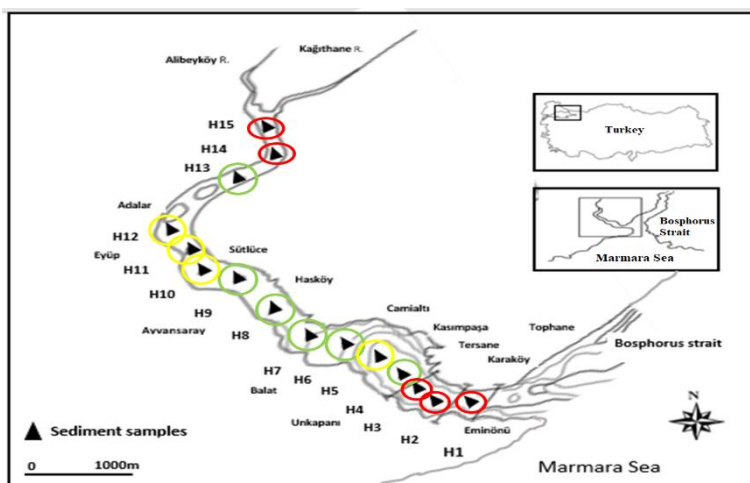 Kağıthane R.
Alibeyköy R.
H15
H14
H13
Turkey
Adalar
H12
Eyüp
H11
Sütlüce
Bosphorus
Strait
Marmara Sea
H10
Hasköy
H9
Ayvansaray
H8
Camialtı
Kasımpaşa
Tophane
Tersane
Karaköy
Bosphorus strait
H7
Balat
H6
H5
H4
Unkapanı
H3
H2
H1
Eminönü
N
Sediment samples
0 1000m
Marmara Sea